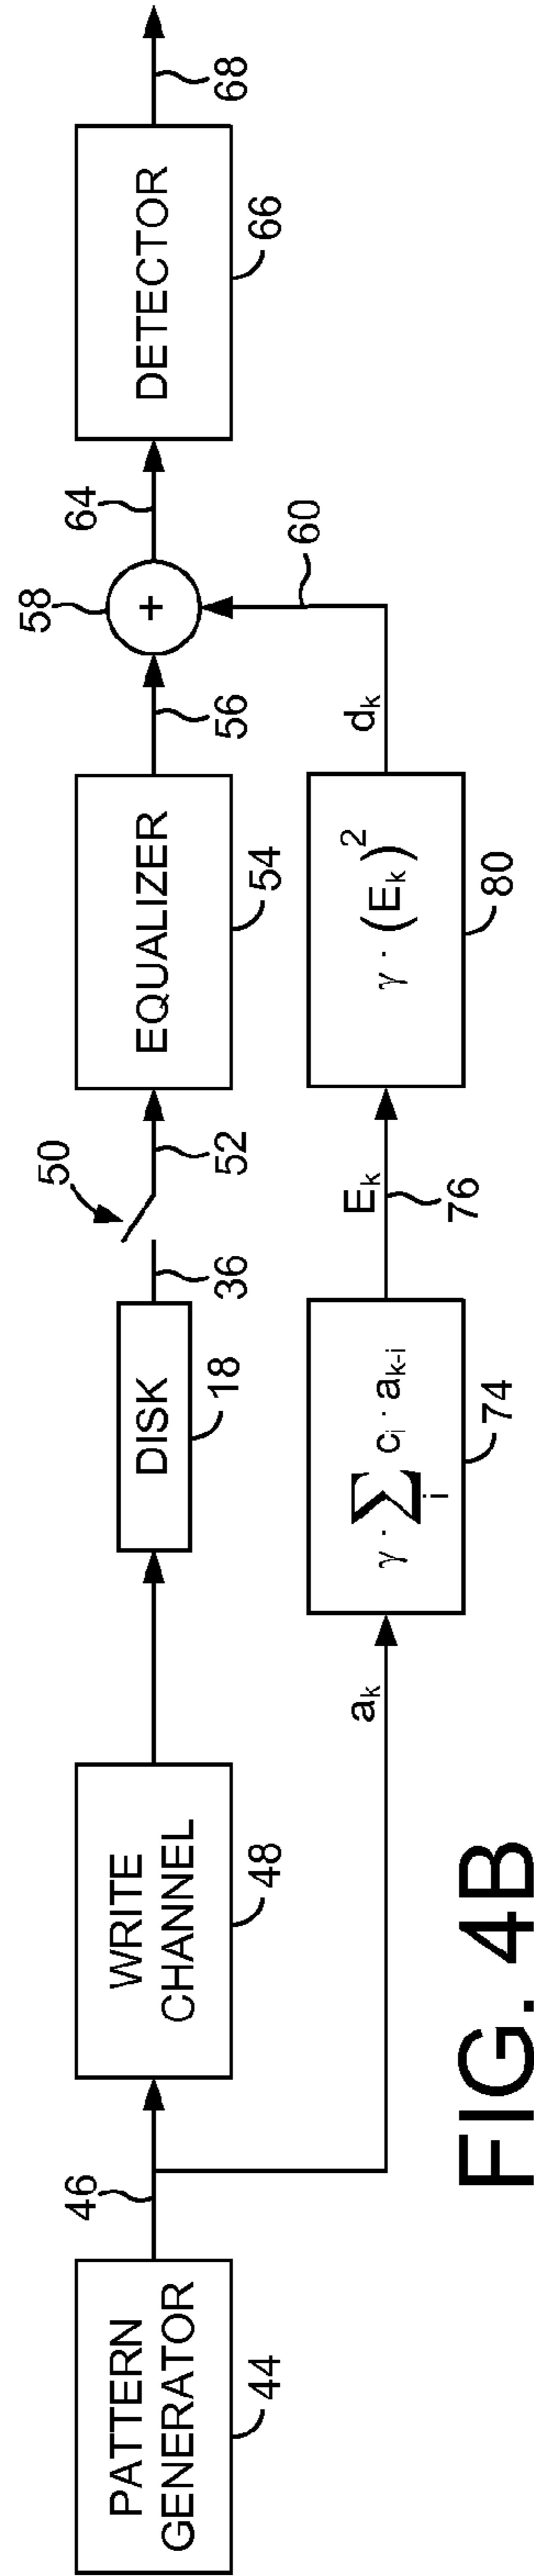 PATTERN
GENERATOR
44
46
WRITE
CHANNEL
48
DISK
18
36
50
52
EQUALIZER
54
56
58
+
64
DETECTOR
66
68
a_k
γ · ∑_i c_i · a_{k-i}
74
E_k
76
γ · (E_k)^2
80
d_k
60
FIG. 4B